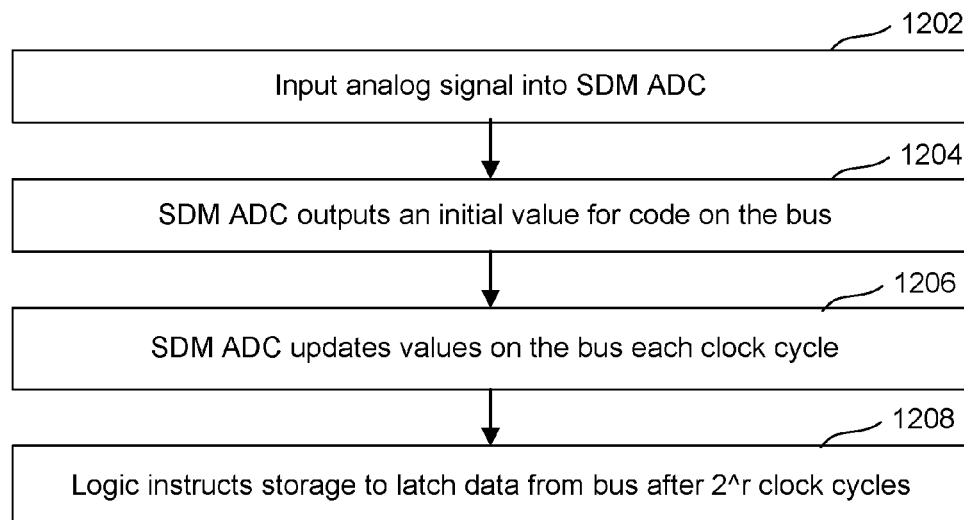 1202
Input analog signal into SDM ADC
1204
SDM ADC outputs an initial value for code on the bus
1206
SDM ADC updates values on the bus each clock cycle
1208
Logic instructs storage to latch data from bus after 2^r clock cycles